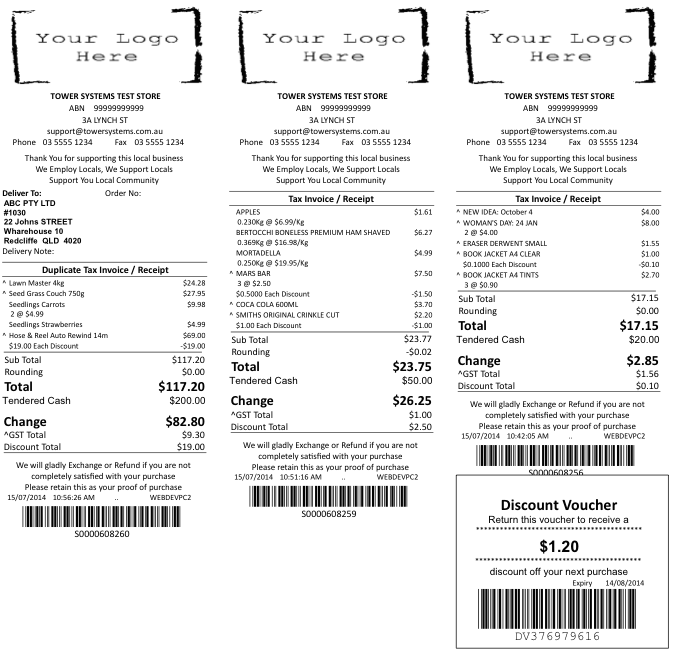 Your Logo
Here
TOWER SYSTEMS TEST STORE
ABN 99999999999
3A LYNCH ST
support@towersystems.com.au
Phone 03 5555 1234 Fax 03 5555 1234
Thank You for supporting this local business
We Employ Locals, We Support Locals
Support You Local Community
Deliver To: Order No:
ABC PTY LTD
#1030
22 Johns STREET
Wharehouse 10
Redcliffe QLD 4020
Delivery Note:
Duplicate Tax Invoice / Receipt
^ Lawn Master 4kg $24.28
^ Seed Grass Couch 750g $27.95
Seedlings Carrots $9.98
2 @ $4.99
Seedlings Strawberries $4.99
^ Hose & Reel Auto Rewind 14m $69.00
$19.00 Each Discount -$19.00
Sub Total $117.20
Rounding $0.00
Total $117.20
Tendered Cash $200.00
Change $82.80
^GST Total $9.30
Discount Total $19.00
We will gladly Exchange or Refund if you are not
completely satisfied with your purchase
Please retain this as your proof of purchase
15/07/2014 10:56:26 AM .. WEBDEVPC2
S0000608260
Your Logo
Here
TOWER SYSTEMS TEST STORE
ABN 99999999999
3A LYNCH ST
support@towersystems.com.au
Phone 03 5555 1234 Fax 03 5555 1234
Thank You for supporting this local business
We Employ Locals, We Support Locals
Support You Local Community
Tax Invoice / Receipt
APPLES $1.61
0.230Kg @ $6.99/Kg
BERTOCCHI BONELESS PREMIUM HAM SHAVED $6.27
0.369Kg @ $16.98/Kg
MORTADELLA $4.99
0.250Kg @ $19.95/Kg
^ MARS BAR $7.50
3 @ $2.50
$0.5000 Each Discount -$1.50
^ COCA COLA 600ML $3.70
^ SMITHS ORIGINAL CRINKLE CUT $2.20
$1.00 Each Discount -$1.00
Sub Total $23.77
Rounding -$0.02
Total $23.75
Tendered Cash $50.00
Change $26.25
^GST Total $1.00
Discount Total $2.50
We will gladly Exchange or Refund if you are not
completely satisfied with your purchase
Please retain this as your proof of purchase
15/07/2014 10:51:16 AM .. WEBDEVPC2
S0000608259
Your Logo
Here
TOWER SYSTEMS TEST STORE
ABN 99999999999
3A LYNCH ST
support@towersystems.com.au
Phone 03 5555 1234 Fax 03 5555 1234
Thank You for supporting this local business
We Employ Locals, We Support Locals
Support You Local Community
Tax Invoice / Receipt
^ NEW IDEA: October 4 $4.00
^ WOMAN'S DAY: 24 JAN $8.00
2 @ $4.00
^ ERASER DERWENT SMALL $1.55
^ BOOK JACKET A4 CLEAR $1.00
$0.1000 Each Discount -$0.10
^ BOOK JACKET A4 TINTS $2.70
3 @ $0.90
Sub Total $17.15
Rounding $0.00
Total $17.15
Tendered Cash $20.00
Change $2.85
^GST Total $1.56
Discount Total $0.10
We will gladly Exchange or Refund if you are not
completely satisfied with your purchase
Please retain this as your proof of purchase
15/07/2014 10:42:05 AM .. WEBDEVPC2
S0000608256
Discount Voucher
Return this voucher to receive a
****************************************
$1.20
****************************************
discount off your next purchase
Expiry 14/08/2014
DV376979616